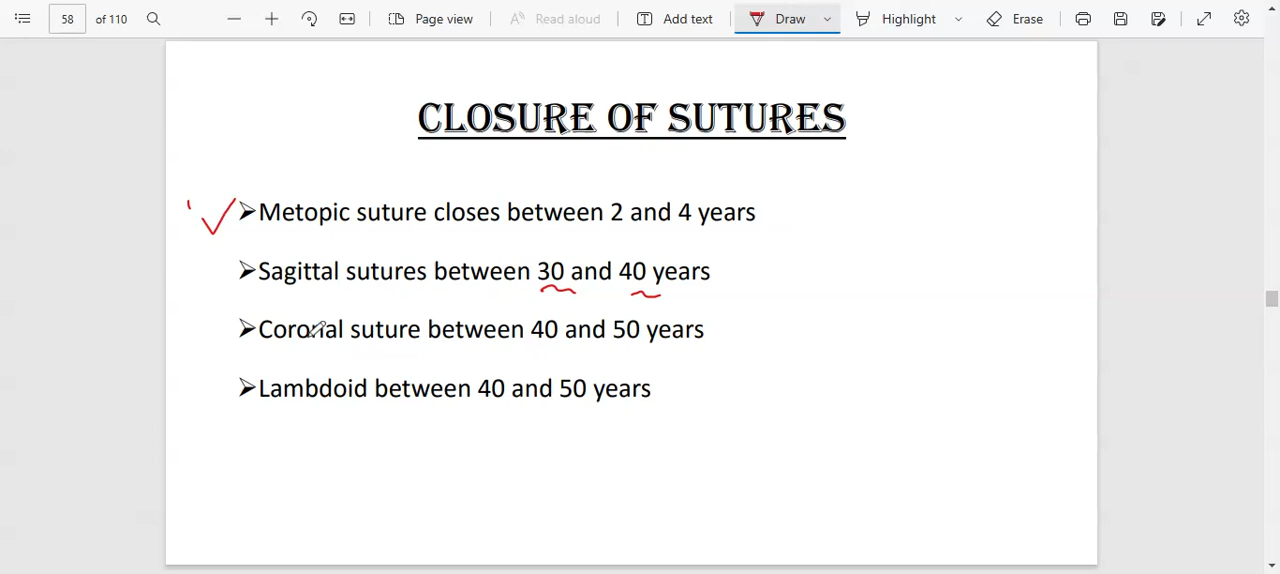 58 of 110 Page view Read aloud Add text Draw Highlight Erase
CLOSURE OF SUTURES
➢Metopic suture closes between 2 and 4 years
➢Sagittal sutures between 30 and 40 years
➢Coronal suture between 40 and 50 years
➢Lambdoid between 40 and 50 years